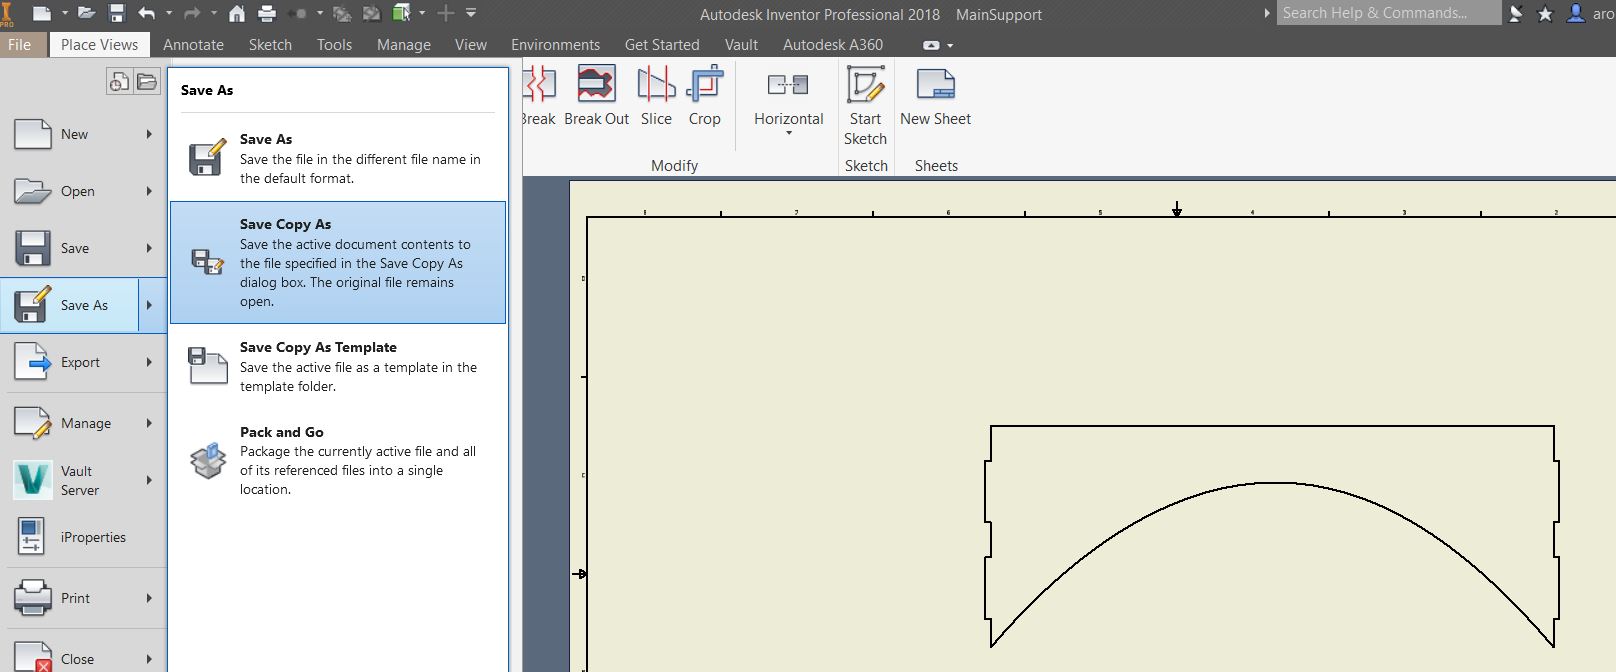 PRO
Autodesk Inventor Professional 2018 MainSupport
Search Help & Commands...
aro
File Place Views Annotate Sketch Tools Manage View Environments Get Started Vault Autodesk A360
New
Open
Save
Save As
Export
Manage
Vault
Server
iProperties
Print
Close
Save As
Save As
Save the file in the different file name in
the default format.
Save Copy As
Save the active document contents to
the file specified in the Save Copy As
dialog box. The original file remains
open.
Save Copy As Template
Save the active file as a template in the
template folder.
Pack and Go
Package the currently active file and all
of its referenced files into a single
location.
Break Break Out Slice Crop Horizontal Start
Sketch New Sheet
Modify Sketch Sheets
6 5 4 3 2